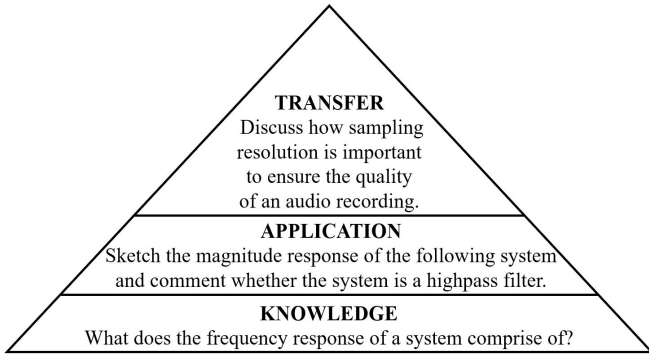 TRANSFER
Discuss how sampling
resolution is important
to ensure the quality
of an audio recording.
APPLICATION
Sketch the magnitude response of the following system
and comment whether the system is a highpass filter.
KNOWLEDGE
What does the frequency response of a system comprise of?